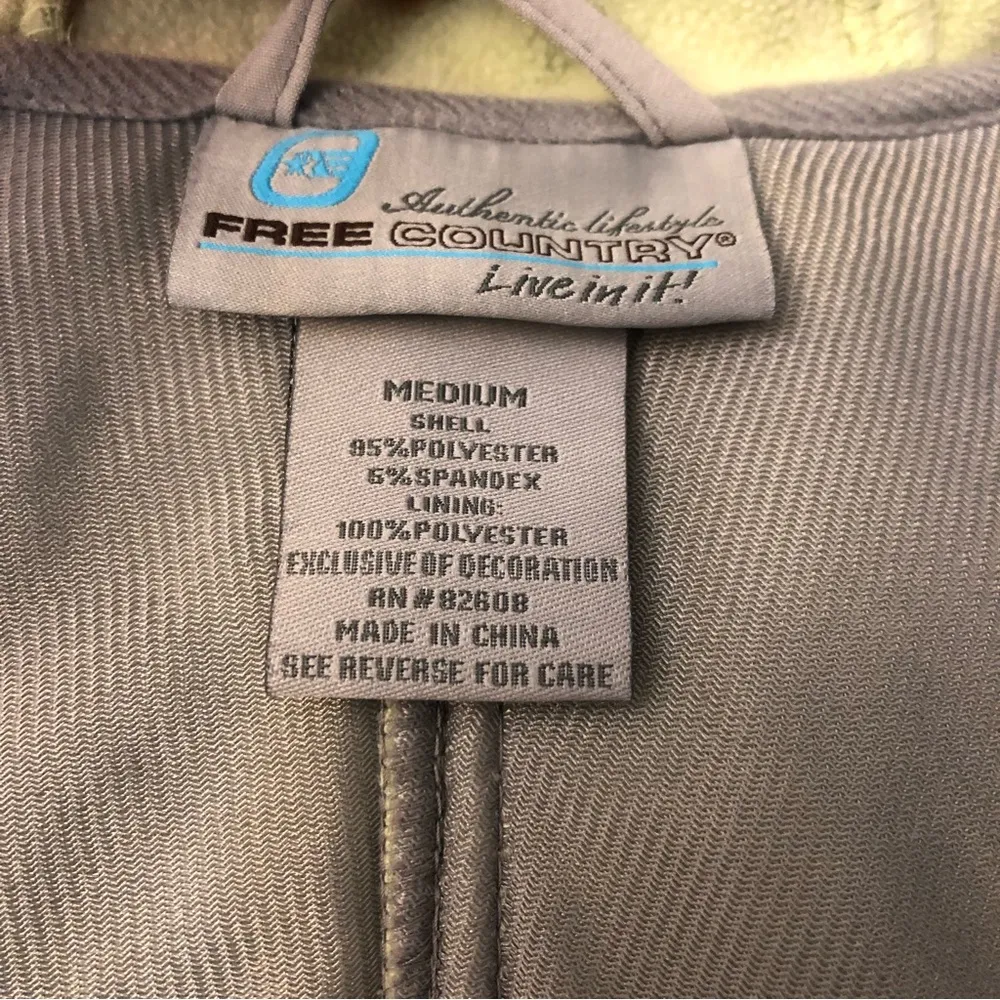 Authentic lifestyle
FREE COUNTRY®
Live in it!
MEDIUM
SHELL
95%POLYESTER
5%SPANDEX
LINING:
100%POLYESTER
EXCLUSIVE OF DECORATION
RN #82608
MADE IN CHINA
SEE REVERSE FOR CARE